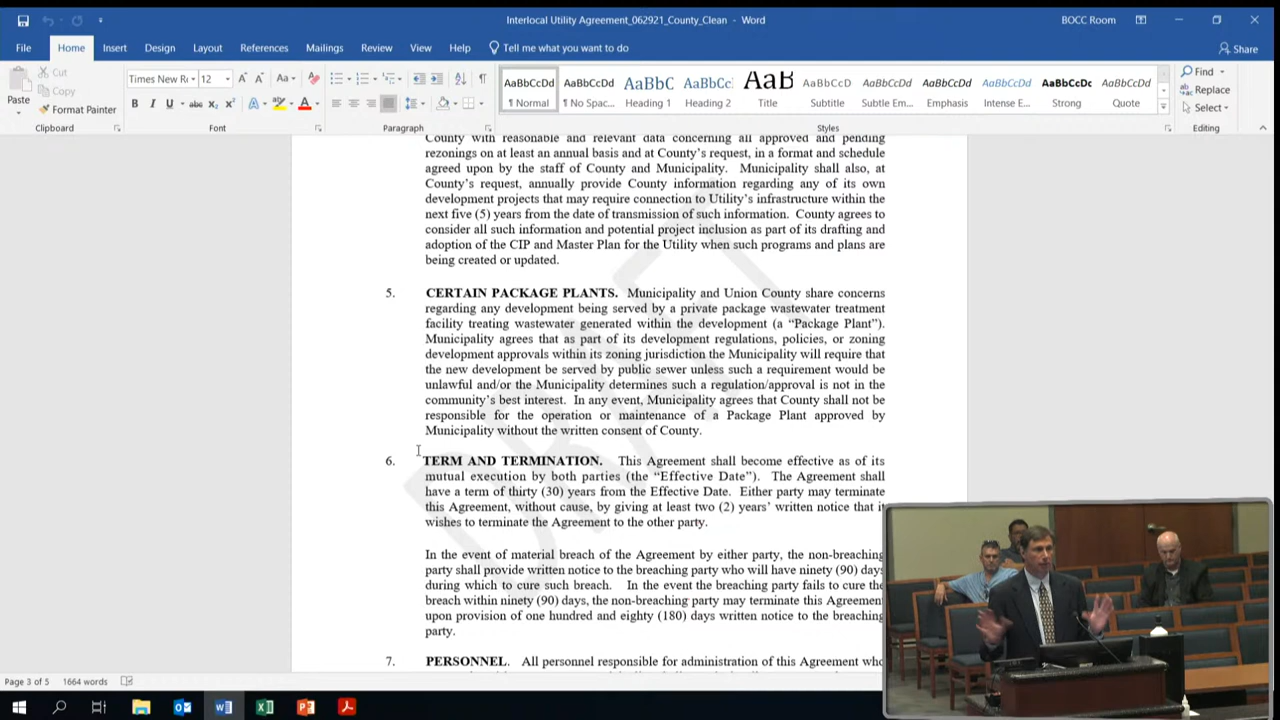 Interlocal Utility Agreement_062921_County_Clean - Word
BOCC Room
File Home Insert Design Layout References Mailings Review View Help Tell me what you want to do Share
Paste
Cut
Copy
Format Painter
Clipboard
Times New R 12
Font
Paragraph
AaBbCcDd AaBbCcDd AaBbC AaBbCc AaB AaBbCcD AaBbCcDd AaBbCcDd AaBbCcDd AaBbCcDc AaBbCcDd
¶ Normal ¶ No Spac... Heading 1 Heading 2 Title Subtitle Subtle Em... Emphasis Intense E... Strong Quote
Styles
Find
Replace
Select
Editing
County with reasonable and relevant data concerning all approved and pending
rezonings on at least an annual basis and at County's request, in a format and schedule
agreed upon by the staff of County and Municipality. Municipality shall also, at
County's request, annually provide County information regarding any of its own
development projects that may require connection to Utility's infrastructure within the
next five (5) years from the date of transmission of such information. County agrees to
consider all such information and potential project inclusion as part of its drafting and
adoption of the CIP and Master Plan for the Utility when such programs and plans are
being created or updated.
5. CERTAIN PACKAGE PLANTS. Municipality and Union County share concerns
regarding any development being served by a private package wastewater treatment
facility treating wastewater generated within the development (a “Package Plant”).
Municipality agrees that as part of its development regulations, policies, or zoning
development approvals within its zoning jurisdiction the Municipality will require that
the new development be served by public sewer unless such a requirement would be
unlawful and/or the Municipality determines such a regulation/approval is not in the
community's best interest. In any event, Municipality agrees that County shall not be
responsible for the operation or maintenance of a Package Plant approved by
Municipality without the written consent of County.
6. TERM AND TERMINATION. This Agreement shall become effective as of its
mutual execution by both parties (the “Effective Date”). The Agreement shall
have a term of thirty (30) years from the Effective Date. Either party may terminate
this Agreement, without cause, by giving at least two (2) years' written notice that it
wishes to terminate the Agreement to the other party.
In the event of material breach of the Agreement by either party, the non-breaching
party shall provide written notice to the breaching party who will have ninety (90) days
during which to cure such breach. In the event the breaching party fails to cure the
breach within ninety (90) days, the non-breaching party may terminate this Agreement
upon provision of one hundred and eighty (180) days written notice to the breaching
party.
7. PERSONNEL. All personnel responsible for administration of this Agreement who
DRAFT
Page 3 of 5 1664 words